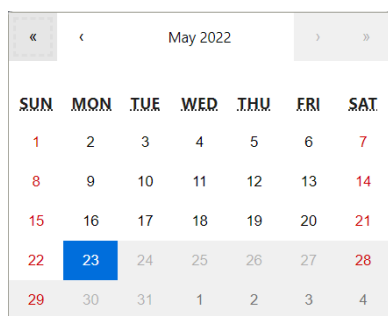 « ‹ May 2022 › »
SUN MON TUE WED THU FRI SAT
1 2 3 4 5 6 7
8 9 10 11 12 13 14
15 16 17 18 19 20 21
22 23 24 25 26 27 28
29 30 31 1 2 3 4